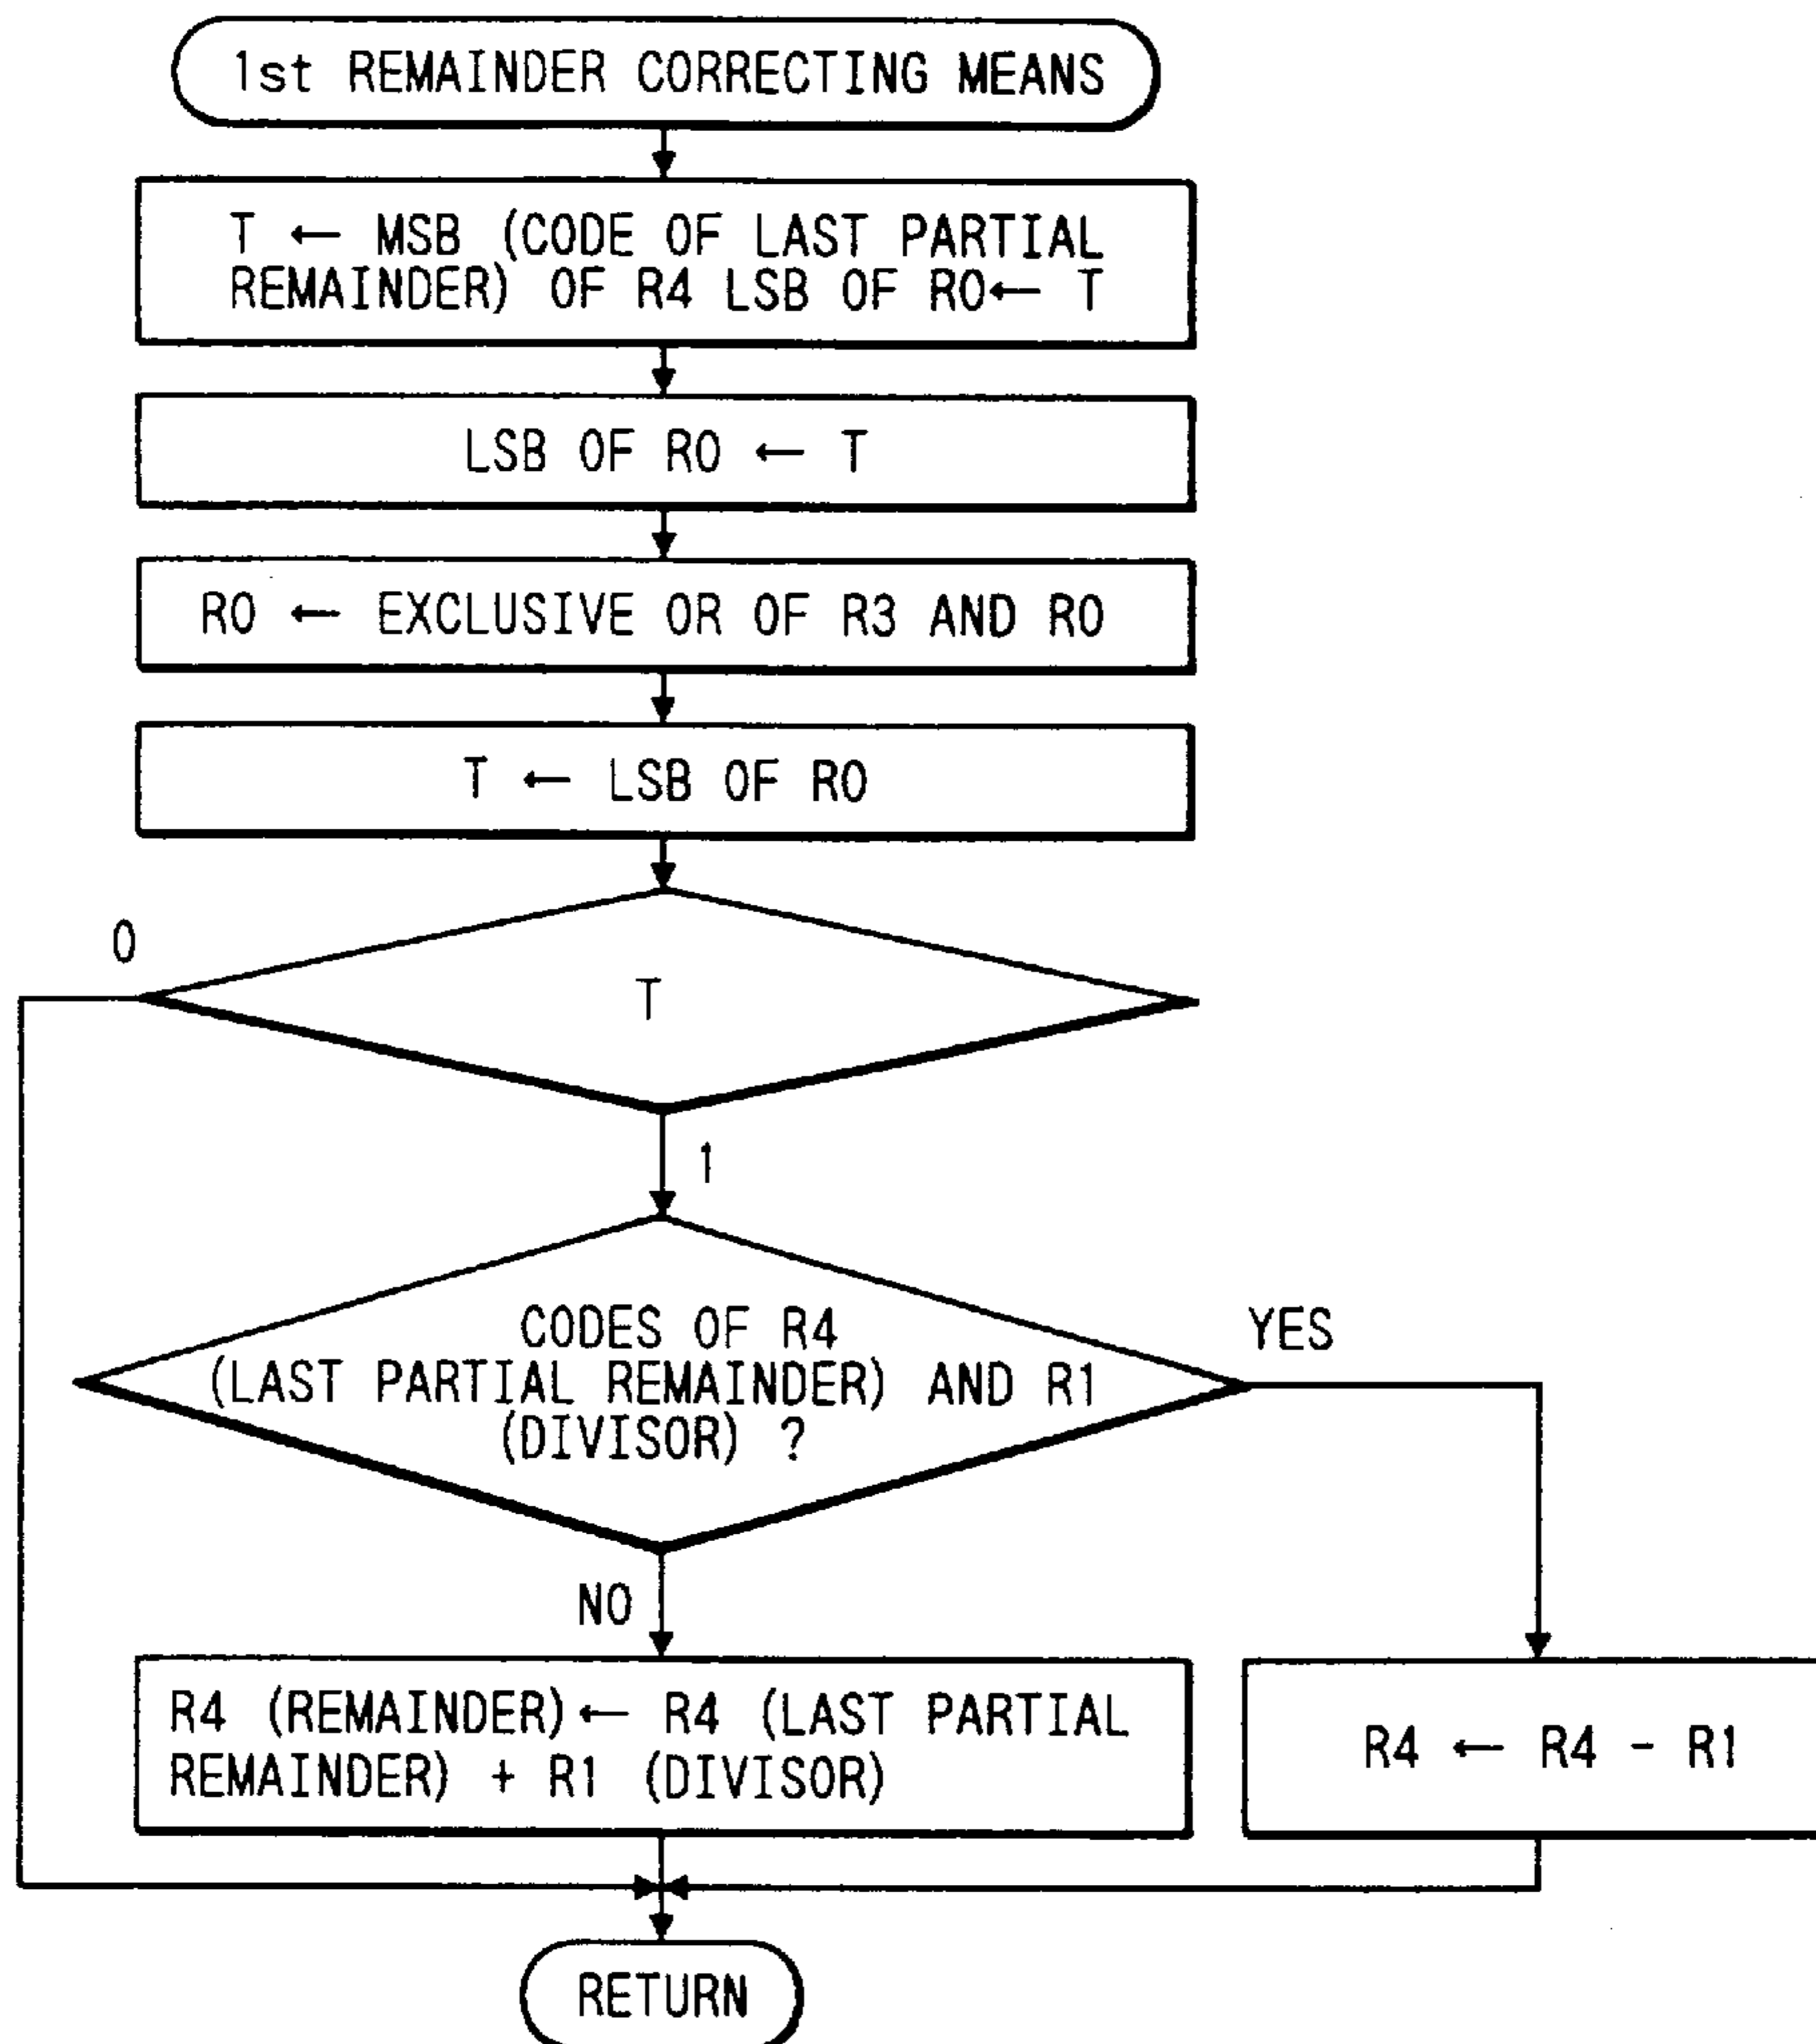 1st REMAINDER CORRECTING MEANS
T ← MSB (CODE OF LAST PARTIAL
REMAINDER) OF R4 LSB OF R0← T
LSB OF R0 ← T
R0 ← EXCLUSIVE OR OF R3 AND R0
T ← LSB OF R0
0
T
1
CODES OF R4
(LAST PARTIAL REMAINDER) AND R1
(DIVISOR) ?
YES
NO
R4 (REMAINDER)← R4 (LAST PARTIAL
REMAINDER) + R1 (DIVISOR)
R4 ← R4 - R1
RETURN